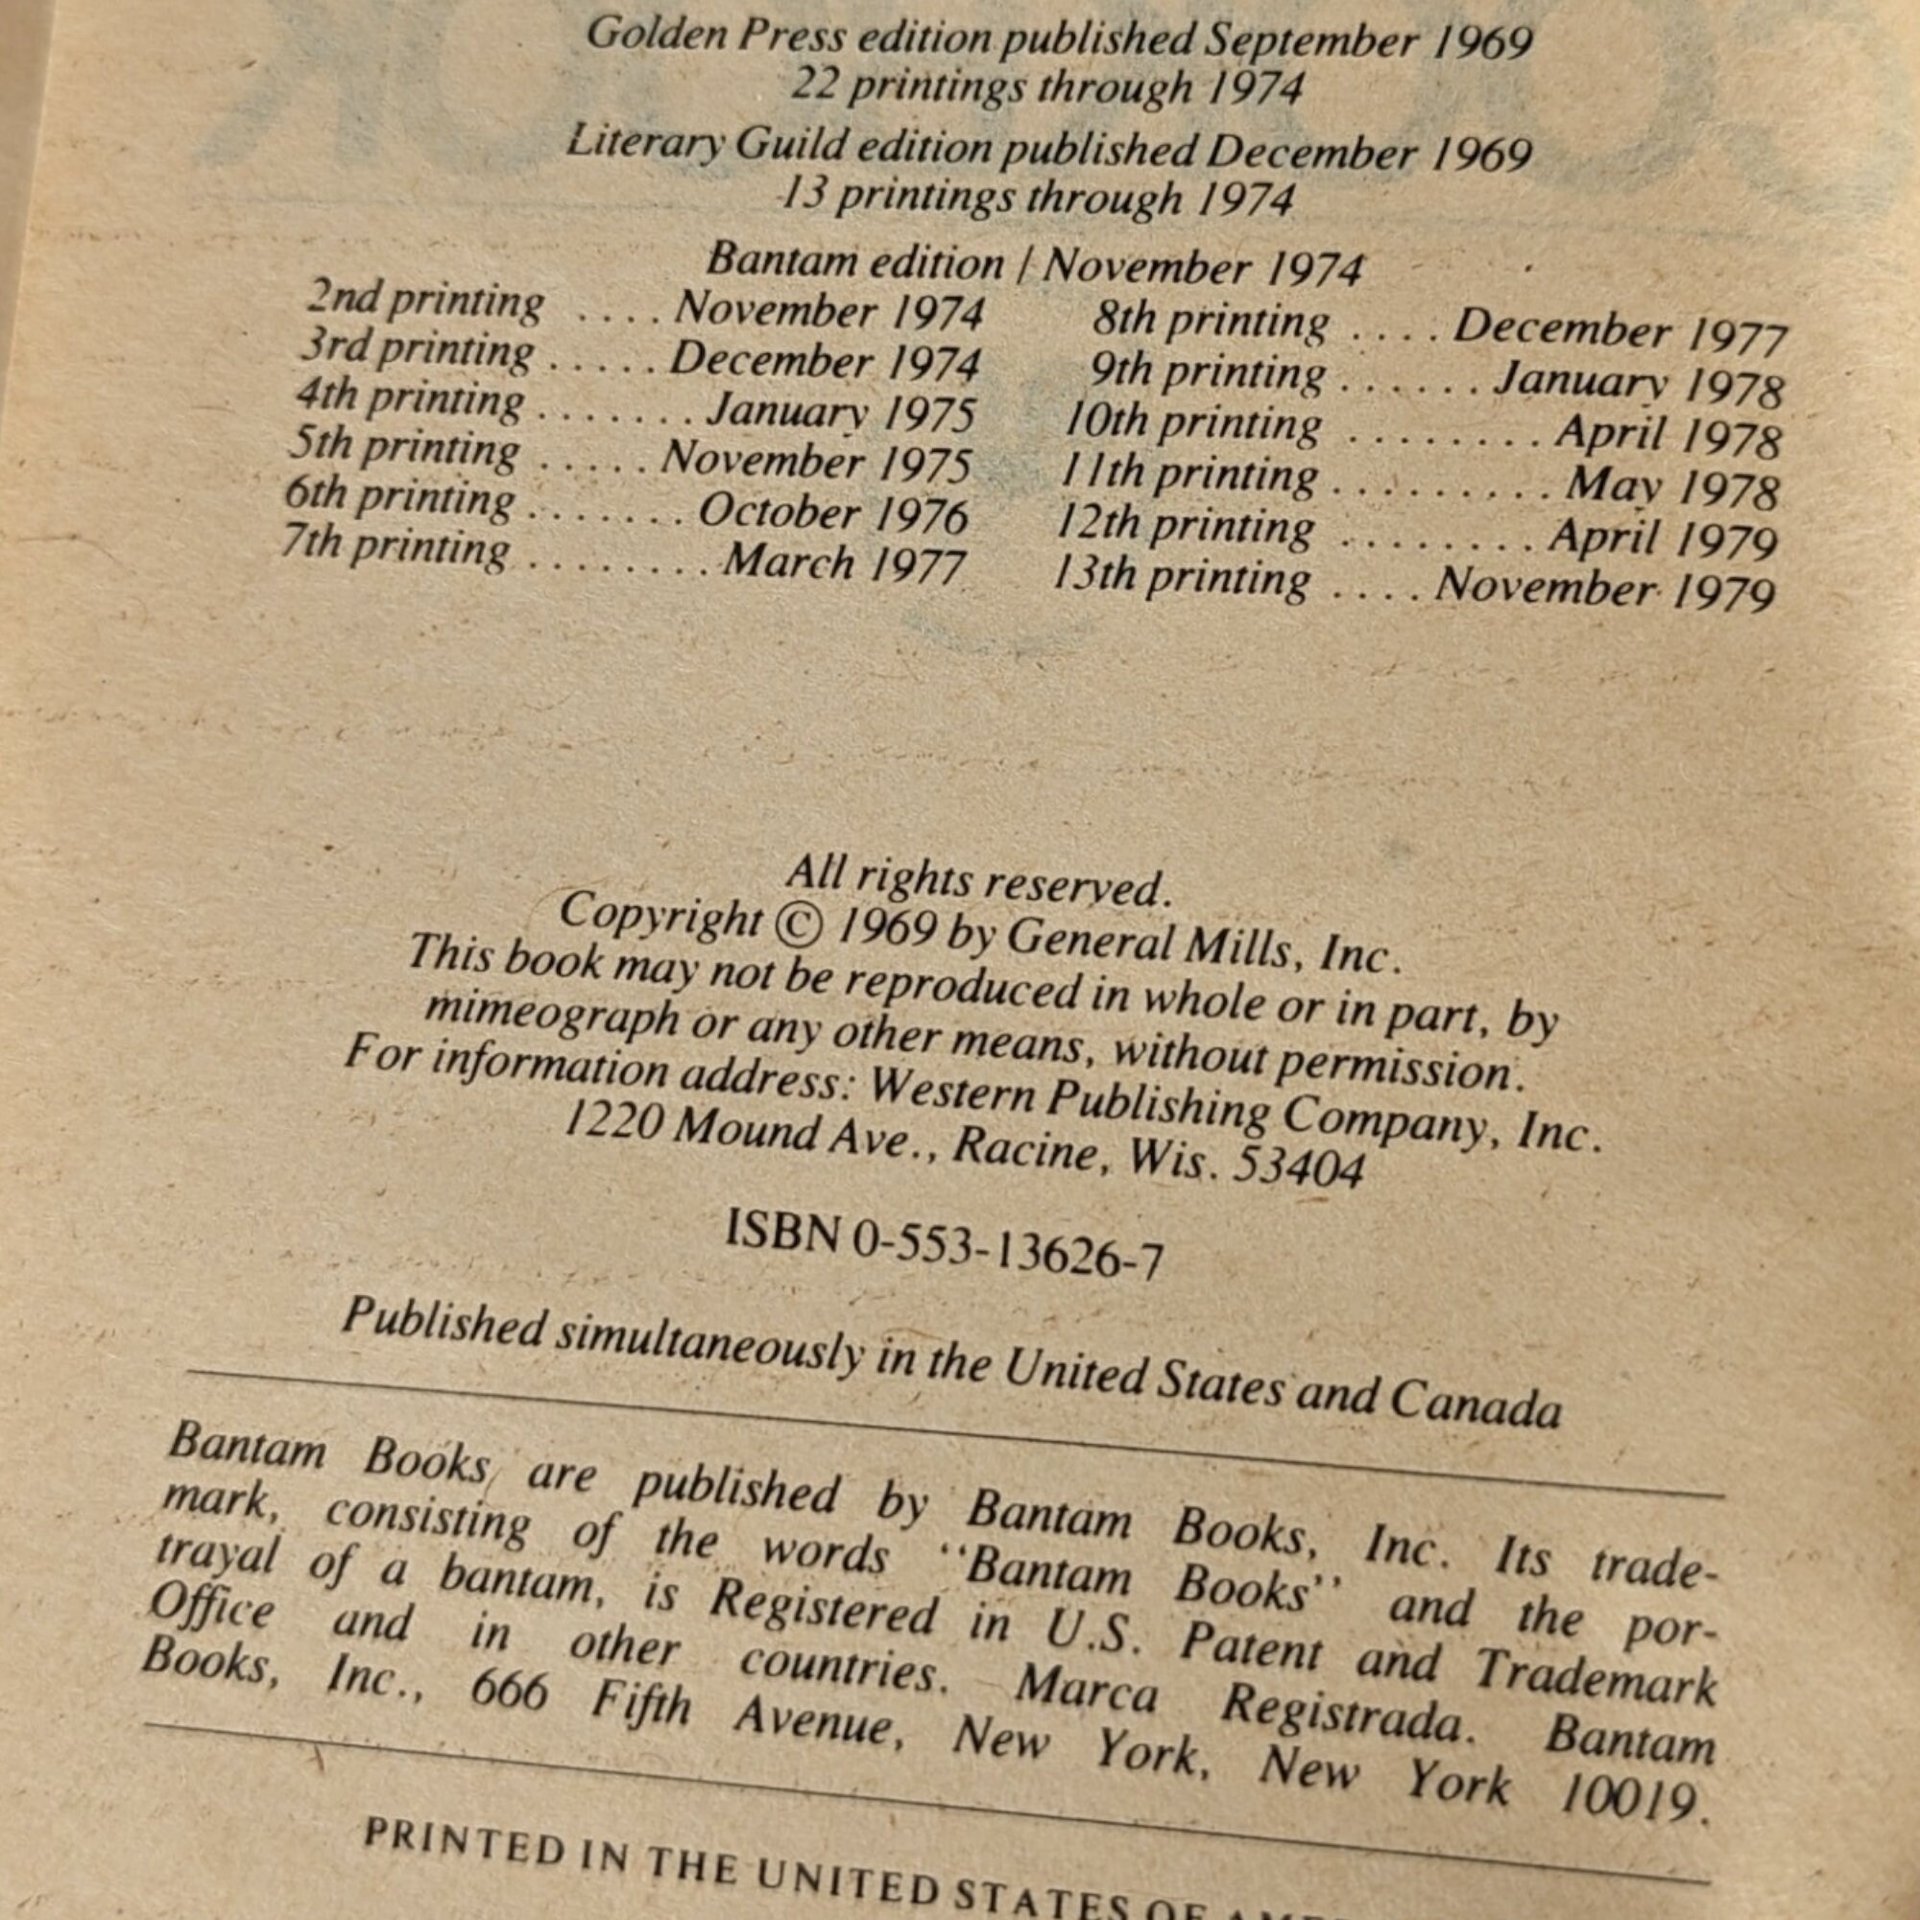 Golden Press edition published September 1969
22 printings through 1974
Literary Guild edition published December 1969
13 printings through 1974
Bantam edition / November 1974
2nd printing .... November 1974
3rd printing ..... December 1974
4th printing ....... January 1975
5th printing ..... November 1975
6th printing ....... October 1976
7th printing ........ March 1977
8th printing .... December 1977
9th printing ...... January 1978
10th printing ........ April 1978
11th printing ......... May 1978
12th printing ........ April 1979
13th printing .... November 1979
All rights reserved.
Copyright © 1969 by General Mills, Inc.
This book may not be reproduced in whole or in part, by
mimeograph or any other means, without permission.
For information address: Western Publishing Company, Inc.
1220 Mound Ave., Racine, Wis. 53404
ISBN 0-553-13626-7
Published simultaneously in the United States and Canada
Bantam Books are published by Bantam Books, Inc. Its trade-
mark, consisting of the words "Bantam Books" and the por-
trayal of a bantam, is Registered in U.S. Patent and Trademark
Office and in other countries. Marca Registrada. Bantam
Books, Inc., 666 Fifth Avenue, New York, New York 10019.
PRINTED IN THE UNITED STATES OF